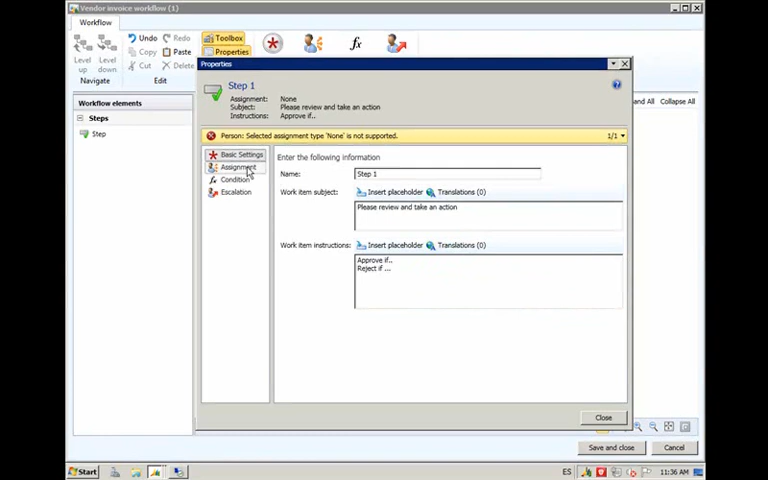 Vendor invoice workflow (1)
Workflow
Level up
Level down
Navigate
Undo
Redo
Copy
Paste
Cut
Delete
Edit
Toolbox
Properties
Workflow elements
Steps
Step
and All
Collapse All
Properties
Step 1
Assignment: None
Subject: Please review and take an action
Instructions: Approve if..
Person: Selected assignment type 'None' is not supported.
1/1
Basic Settings
Assignment
Condition
Escalation
Enter the following information
Name: Step 1
Work item subject: Insert placeholder Translations (0)
Please review and take an action
Work item instructions: Insert placeholder Translations (0)
Approve if..
Reject if ...
Close
Save and close
Cancel
Start
ES
11:36 AM